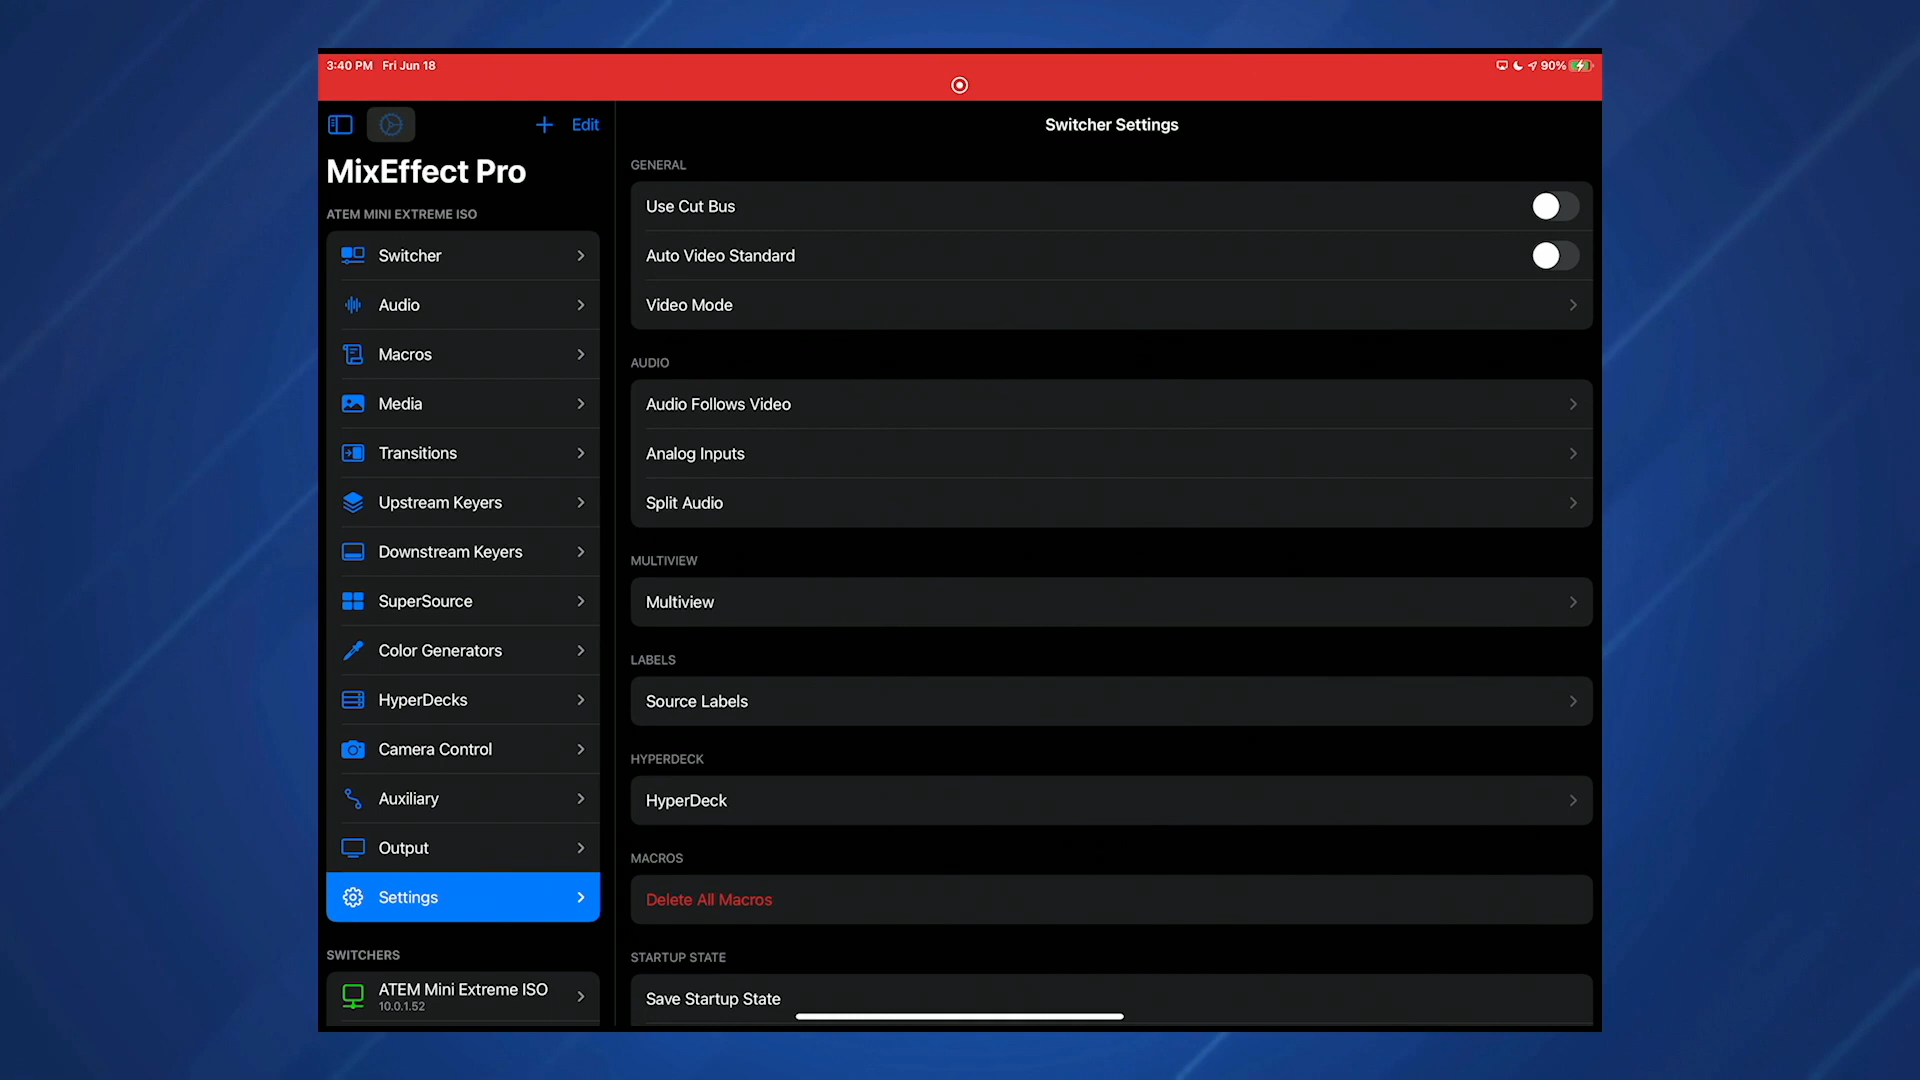 3:40 PM Fri Jun 18
90%
Edit
MixEffect Pro
ATEM MINI EXTREME ISO
Switcher
Audio
Macros
Media
Transitions
Upstream Keyers
Downstream Keyers
SuperSource
Color Generators
HyperDecks
Camera Control
Auxiliary
Output
Settings
SWITCHERS
ATEM Mini Extreme ISO
10.0.1.52
Switcher Settings
GENERAL
Use Cut Bus
Auto Video Standard
Video Mode
AUDIO
Audio Follows Video
Analog Inputs
Split Audio
MULTIVIEW
Multiview
LABELS
Source Labels
HYPERDECK
HyperDeck
MACROS
Delete All Macros
STARTUP STATE
Save Startup State